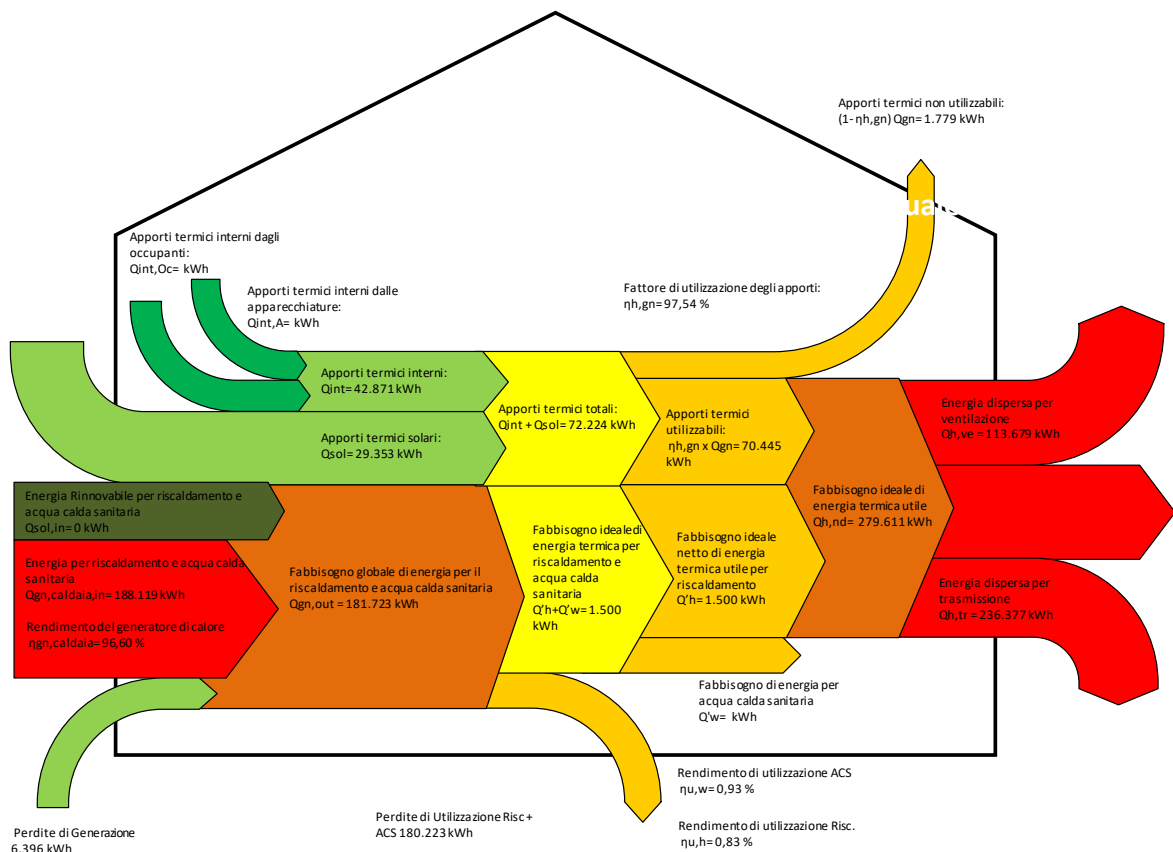 Apporti termici non utilizzabili:
(1- ηh,gn) Qgn= 1.779 kWh
Apporti termici interni dagli
occupanti:
Qint,Oc= kWh
Apporti termici interni dalle
apparecchiature:
Qint,A= kWh
Fattore di utilizzazione degli apporti:
ηh,gn= 97,54 %
Apporti termici interni:
Qint= 42.871 kWh
Apporti termici totali:
Qint + Qsol= 72.224 kWh
Apporti termici
utilizzabili:
ηh,gn x Qgn= 70.445
kWh
Energia dispersa per
ventilazione
Qh,ve = 113.679 kWh
Apporti termici solari:
Qsol= 29.353 kWh
Energia Rinnovabile per riscaldamento e
acqua calda sanitaria
Qsol,in= 0 kWh
Fabbisogno ideale di
energia termica utile
Qh,nd= 279.611 kWh
Energia per riscaldamento e acqua calda
sanitaria
Qgn,caldaia,in= 188.119 kWh
Rendimento del generatore di calore
ηgn,caldaia= 96,60 %
Fabbisogno globale di energia per il
riscaldamento e acqua calda sanitaria
Qgn,out = 181.723 kWh
Fabbisogno ideale di
energia termica per
riscaldamento e
acqua calda
sanitaria
Q'h+Q'w= 1.500
kWh
Fabbisogno ideale
netto di energia
termica utile per
riscaldamento
Q'h= 1.500 kWh
Energia dispersa per
trasmissione
Qh,tr = 236.377 kWh
Fabbisogno di energia per
acqua calda sanitaria
Q'w= kWh
Rendimento di utilizzazione ACS
ηu,w= 0,93 %
Perdite di Utilizzazione Risc +
ACS 180.223 kWh
Rendimento di utilizzazione Risc.
ηu,h= 0,83 %
Perdite di Generazione
6.396 kWh